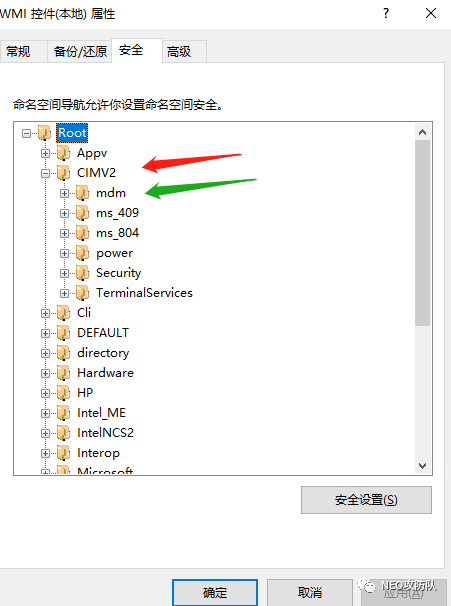 WMI 控件(本地) 属性
?
常规 备份/还原 安全 高级
命名空间导航允许你设置命名空间安全。
Root
Appv
CIMV2
mdm
ms_409
ms_804
power
Security
TerminalServices
Cli
DEFAULT
directory
Hardware
HP
Intel_ME
IntelNCS2
Interop
Microsoft
安全设置(S)
确定 取消 应用(A)
NEO攻防队